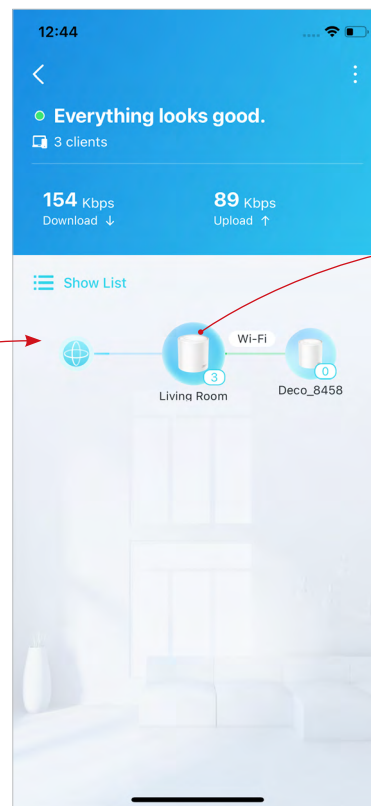 12:44
Everything looks good.
3 clients
154 Kbps
Download ↓
89 Kbps
Upload ↑
Show List
Wi-Fi
3
0
Living Room
Deco_8458